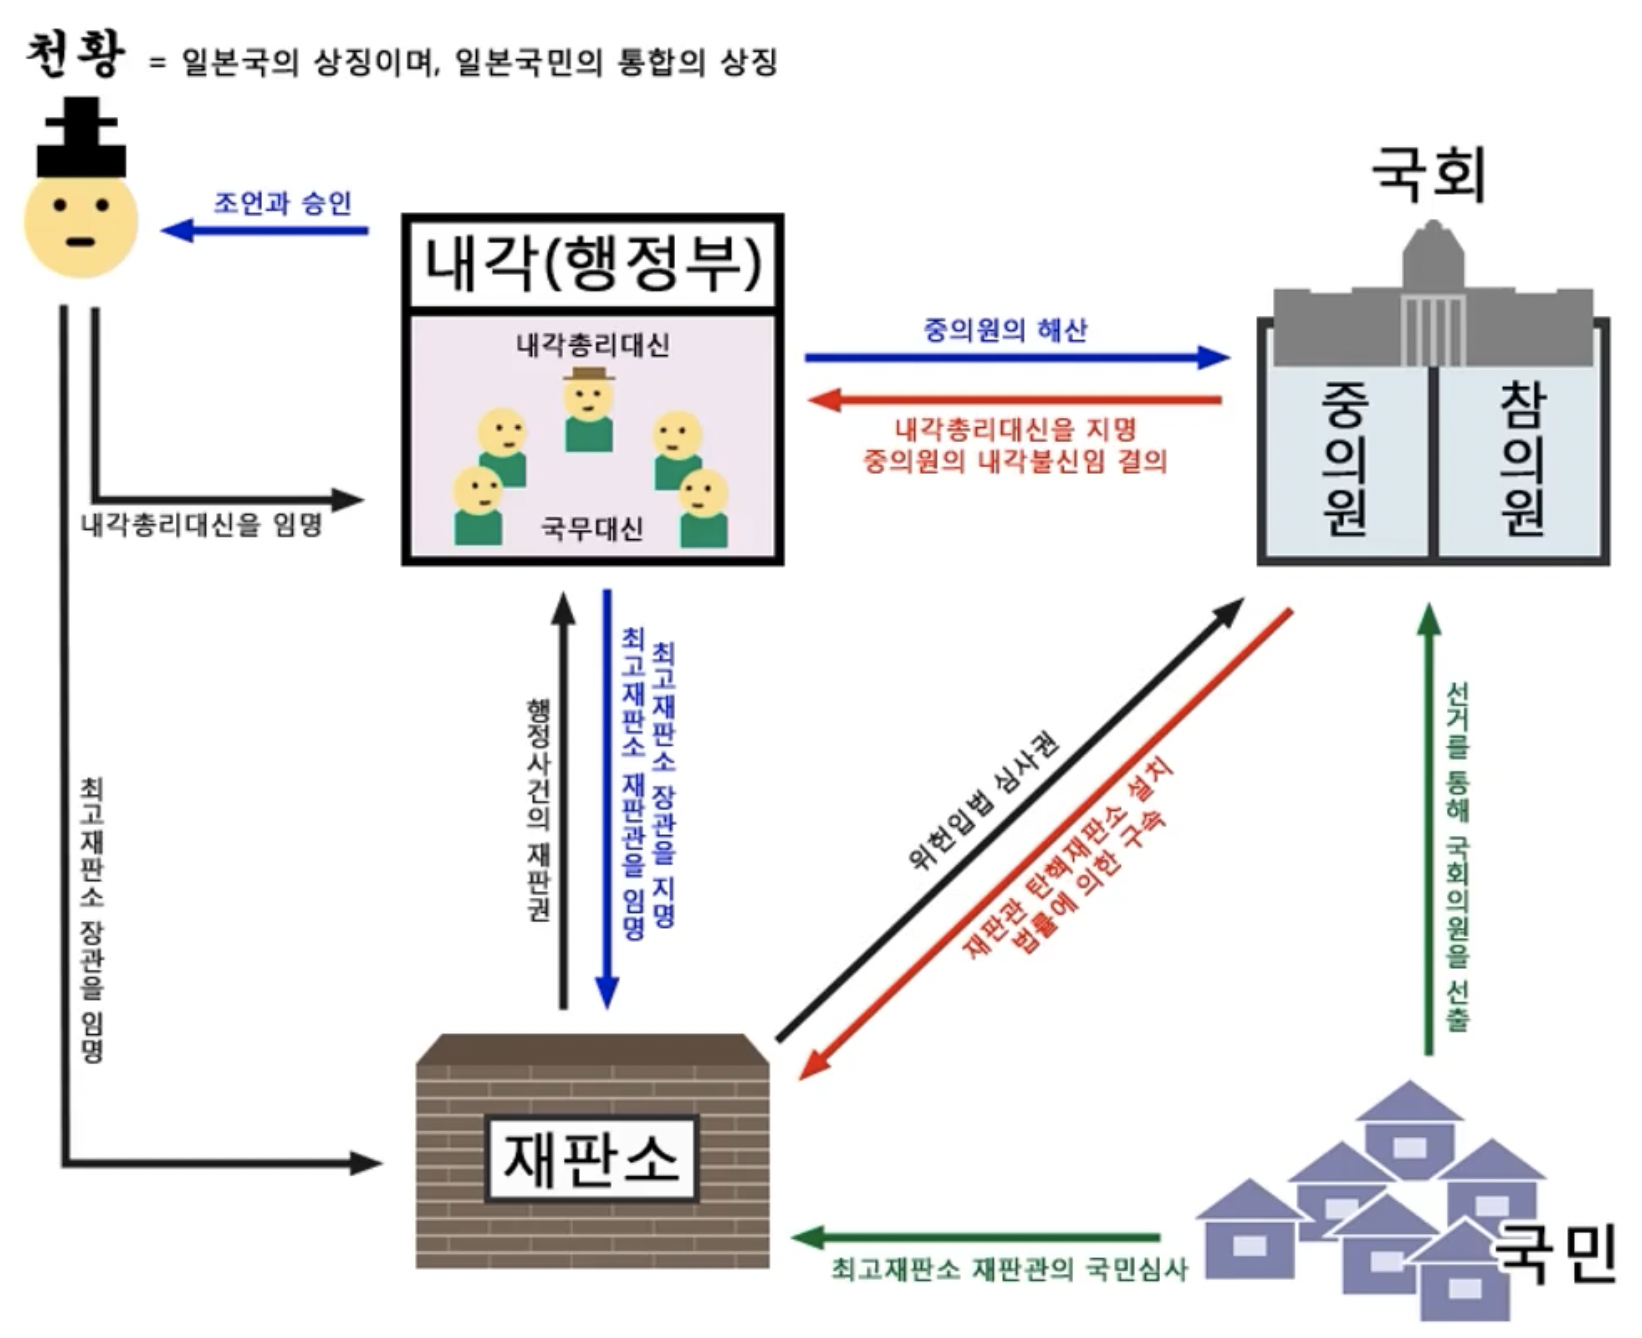 천황 = 일본국의 상징이며, 일본국민의 통합의 상징
국회
조언과 승인
내각(행정부)
내각총리대신
국무대신
중의원의 해산
내각총리대신을 지명
중의원의 내각불신임 결의
중의원
참의원
내각총리대신을 임명
최고재판소 장관을 임명
행정사건의 재판권
최고재판소 장관을 지명
최고재판소 재판관을 임명
위헌입법 심사권
재판관 탄핵재판소 설치
법률에 의한 구속
선거를 통해 국회의원을 선출
재판소
최고재판소 재판관의 국민심사
국민